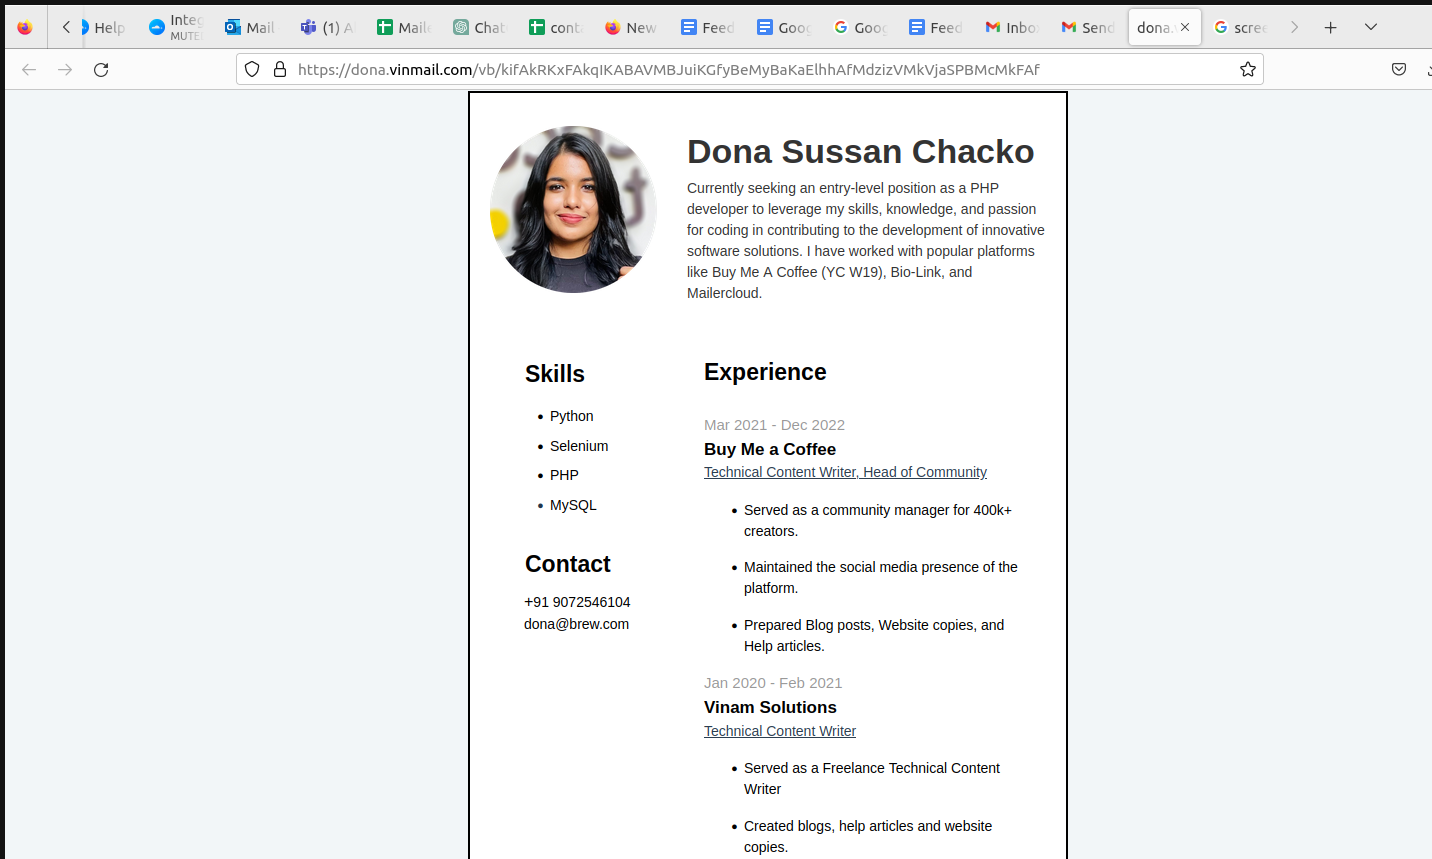 Help
Integ
MUTE
Mail
(1) A
Maile
Chat
cont
New
Feed
Goog
Goog
Feed
Inbo
Send
dona.
scree
https://dona.vinmail.com/vb/kifAkRKxFAkqIKABAVMBJuiKGfyBeMyBaKaElhhAfMdzizVMkVjaSPBMcMkFAf
Dona Sussan Chacko
Currently seeking an entry-level position as a PHP
developer to leverage my skills, knowledge, and passion
for coding in contributing to the development of innovative
software solutions. I have worked with popular platforms
like Buy Me A Coffee (YC W19), Bio-Link, and
Mailercloud.
Skills
• Python
• Selenium
• PHP
• MySQL
Contact
+91 9072546104
dona@brew.com
Experience
Mar 2021 - Dec 2022
Buy Me a Coffee
Technical Content Writer, Head of Community
• Served as a community manager for 400k+
creators.
• Maintained the social media presence of the
platform.
• Prepared Blog posts, Website copies, and
Help articles.
Jan 2020 - Feb 2021
Vinam Solutions
Technical Content Writer
• Served as a Freelance Technical Content
Writer
• Created blogs, help articles and website
copies.